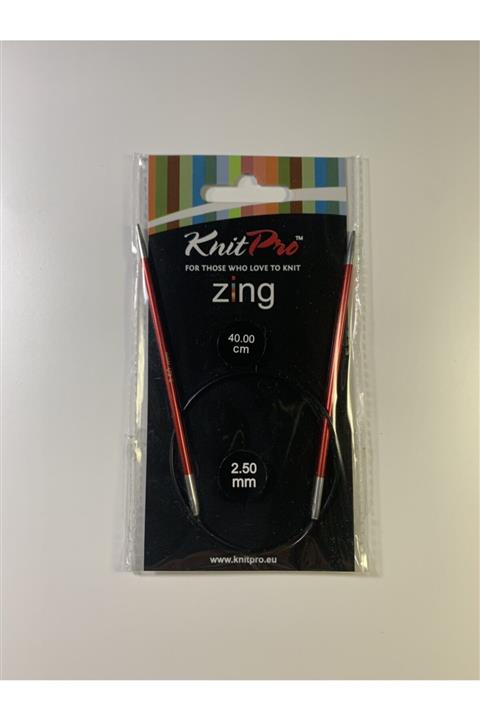 KnitPro™
FOR THOSE WHO LOVE TO KNIT
zing
40.00
cm
2.50
mm
www.knitpro.eu